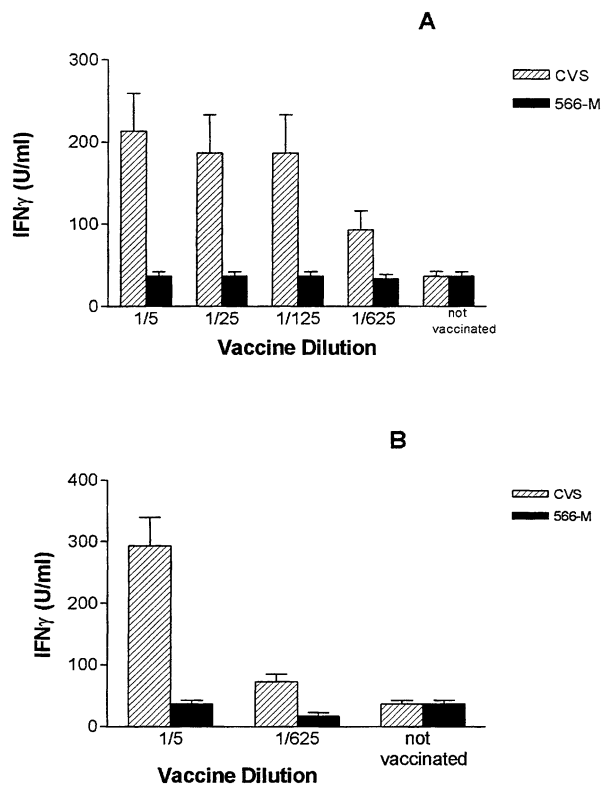 A
300
200
100
0
IFNγ (U/ml)
CVS
566-M
1/5 1/25 1/125 1/625 not
vaccinated
Vaccine Dilution
B
400
300
200
100
0
IFNγ (U/ml)
CVS
566-M
1/5 1/625 not
vaccinated
Vaccine Dilution